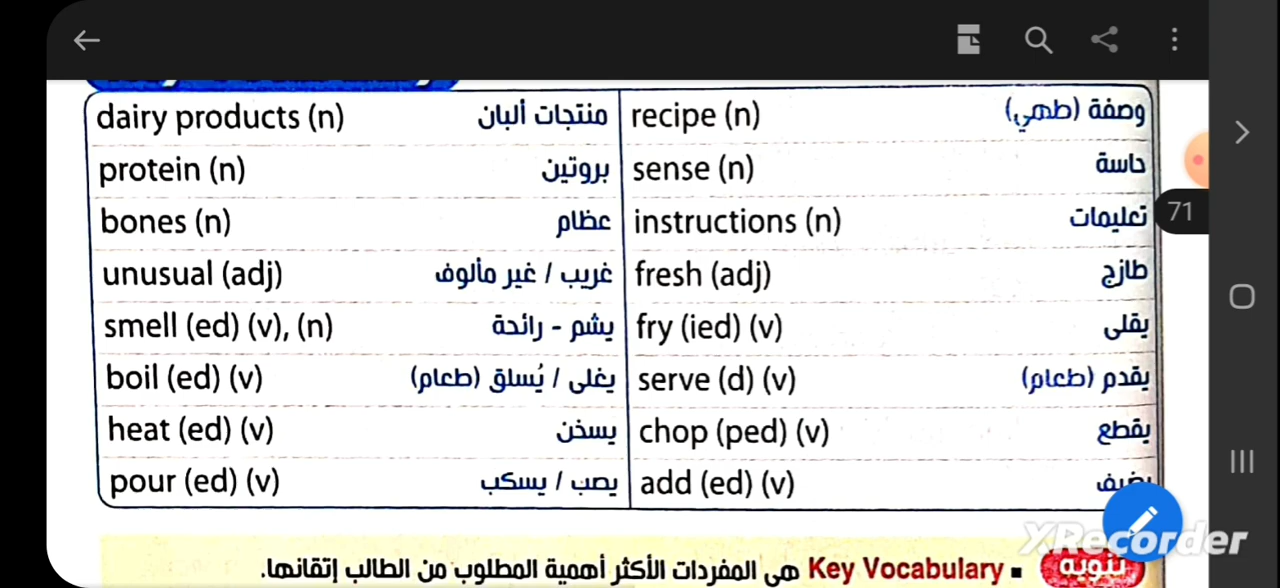 dairy products (n) منتجات ألبان recipe (n) وصفة (طهي)
protein (n) بروتين sense (n) حاسة
bones (n) عظام instructions (n) تعليمات
71
unusual (adj) غريب / غير مألوف fresh (adj) طازج
smell (ed) (v), (n) يشم - رائحة fry (ied) (v) يقلى
boil (ed) (v) يغلى / يُسلق (طعام) serve (d) (v) يقدم (طعام)
heat (ed) (v) يسخن chop (ped) (v) يقطع
pour (ed) (v) يصب / يسكب add (ed) (v) يضيف
XRecorder
تنويه ▪ Key Vocabulary هى المفردات الأكثر أهمية المطلوب من الطالب إتقانها.